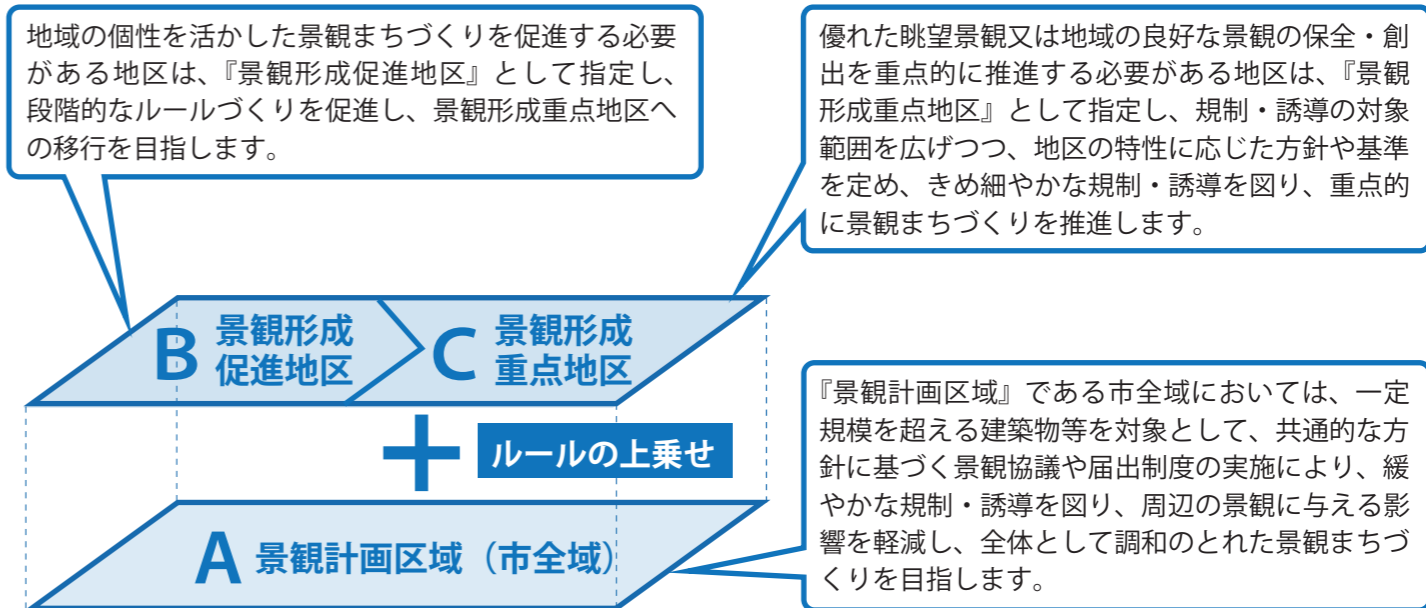 地域の個性を活かした景観まちづくりを促進する必要
がある地区は、『景観形成促進地区』として指定し、
段階的なルールづくりを促進し、景観形成重点地区へ
の移行を目指します。
優れた眺望景観又は地域の良好な景観の保全・創
出を重点的に推進する必要がある地区は、『景観
形成重点地区』として指定し、規制・誘導の対象
範囲を広げつつ、地区の特性に応じた方針や基準
を定め、きめ細やかな規制・誘導を図り、重点的
に景観まちづくりを推進します。
B 景観形成
促進地区
C 景観形成
重点地区
+ ルールの上乗せ
A 景観計画区域（市全域）
『景観計画区域』である市全域においては、一定
規模を超える建築物等を対象として、共通的な方
針に基づく景観協議や届出制度の実施により、緩
やかな規制・誘導を図り、周辺の景観に与える影
響を軽減し、全体として調和のとれた景観まちづ
くりを目指します。